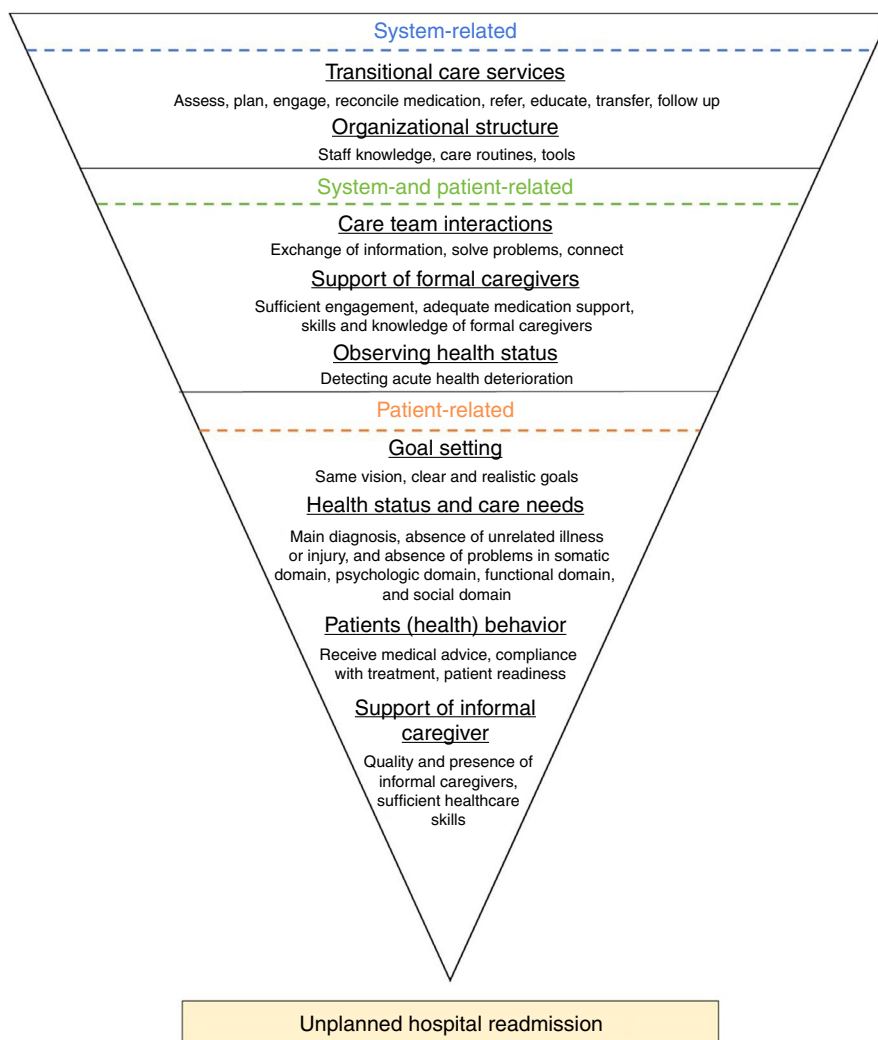 System-related
Transitional care services
Assess, plan, engage, reconcile medication, refer, educate, transfer, follow up
Organizational structure
Staff knowledge, care routines, tools
System-and patient-related
Care team interactions
Exchange of information, solve problems, connect
Support of formal caregivers
Sufficient engagement, adequate medication support,
skills and knowledge of formal caregivers
Observing health status
Detecting acute health deterioration
Patient-related
Goal setting
Same vision, clear and realistic goals
Health status and care needs
Main diagnosis, absence of unrelated illness
or injury, and absence of problems in somatic
domain, psychologic domain, functional domain,
and social domain
Patients (health) behavior
Receive medical advice, compliance
with treatment, patient readiness
Support of informal
caregiver
Quality and presence of
informal caregivers,
sufficient healthcare
skills
Unplanned hospital readmission